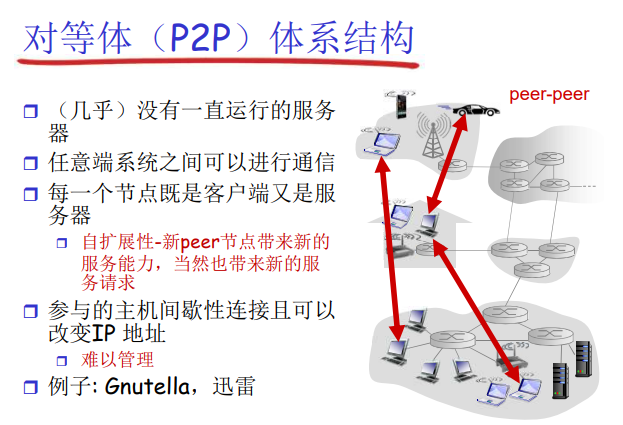 对等体（P2P）体系结构
peer-peer
（几乎）没有一直运行的服务
器
任意端系统之间可以进行通信
每一个节点既是客户端又是服
务器
自扩展性-新peer节点带来新的
服务能力，当然也带来新的服
务请求
参与的主机间歇性连接且可以
改变IP 地址
难以管理
例子: Gnutella，迅雷